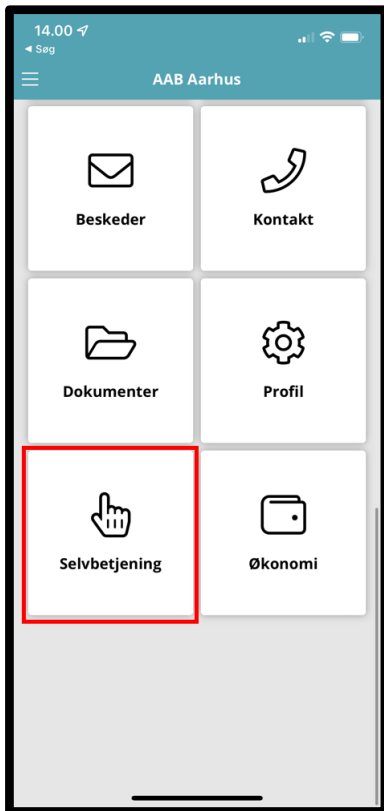 14.00
◀ Søg
AAB Aarhus
Beskeder
Kontakt
Dokumenter
Profil
Selvbetjening
Økonomi